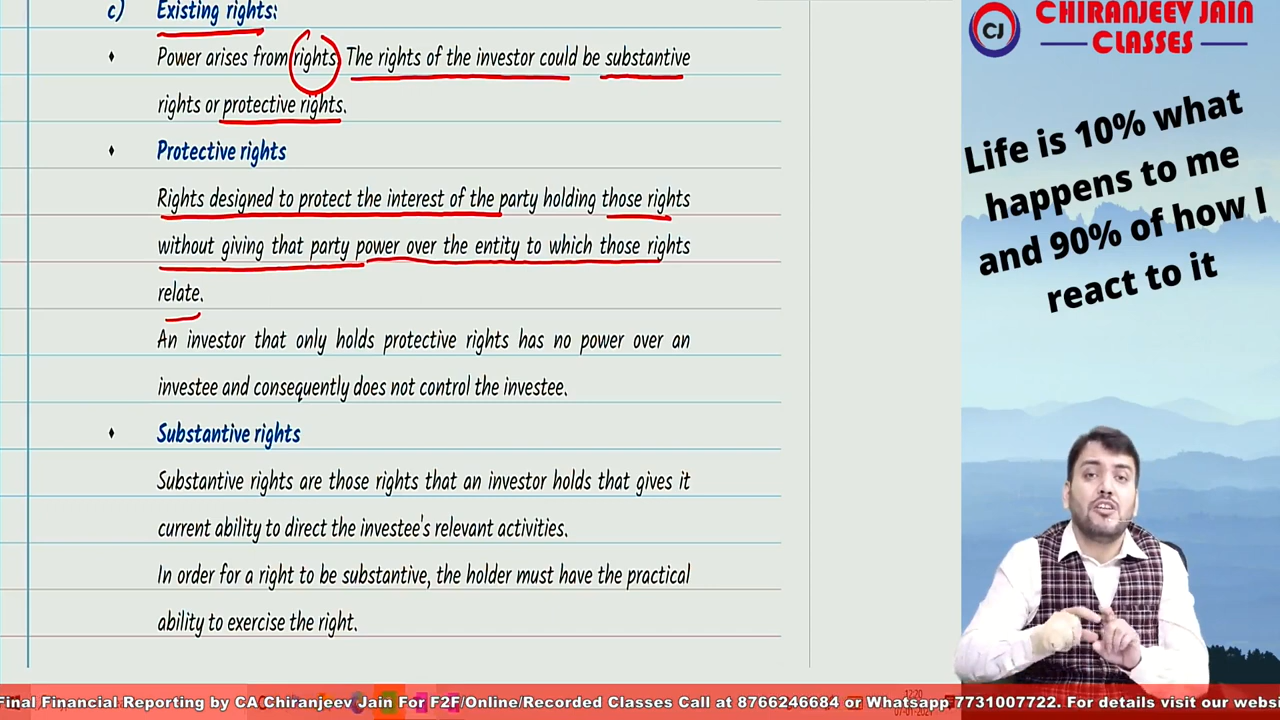 c) Existing rights:
♦ Power arises from rights. The rights of the investor could be substantive
rights or protective rights.
♦ Protective rights
Rights designed to protect the interest of the party holding those rights
without giving that party power over the entity to which those rights
relate.
An investor that only holds protective rights has no power over an
investee and consequently does not control the investee.
♦ Substantive rights
Substantive rights are those rights that an investor holds that gives it
current ability to direct the investee's relevant activities.
In order for a right to be substantive, the holder must have the practical
ability to exercise the right.
CJ
CHIRANJEEV JAIN
CLASSES
Life is 10% what
happens to me
and 90% of how I
react to it
Final Financial Reporting by CA Chiranjeev Jain For F2F/Online/Recorded Classes Call at 8766246684 or Whatsapp 7731007722. For details visit our webs